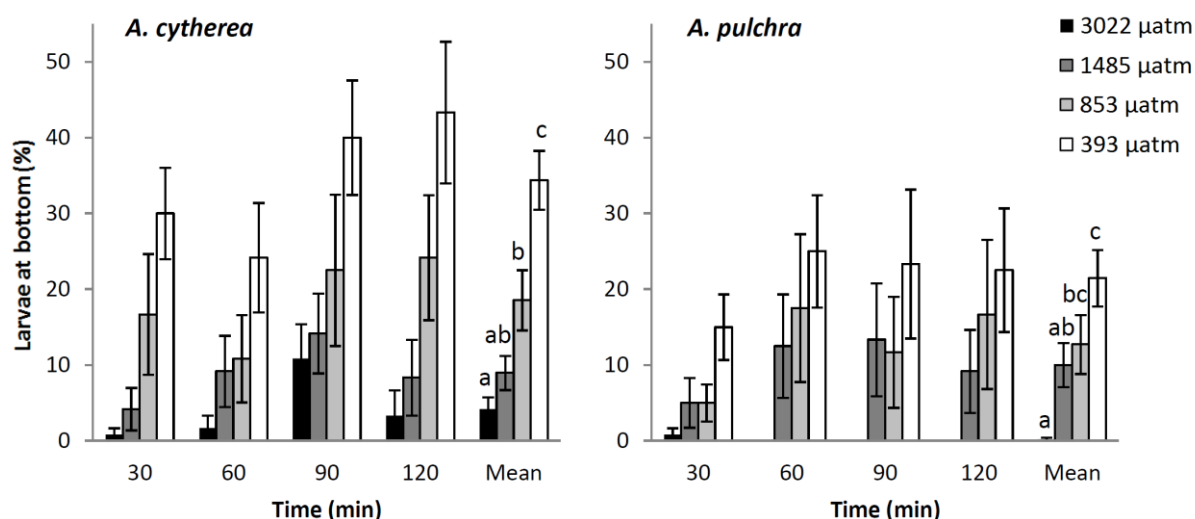 A. cytherea
Larvae at bottom (%)
50
40
30
20
10
0
a
ab
b
c
30 60 90 120 Mean
Time (min)
A. pulchra
50
40
30
20
10
0
a
ab
bc
c
30 60 90 120 Mean
Time (min)
3022 µatm
1485 µatm
853 µatm
393 µatm